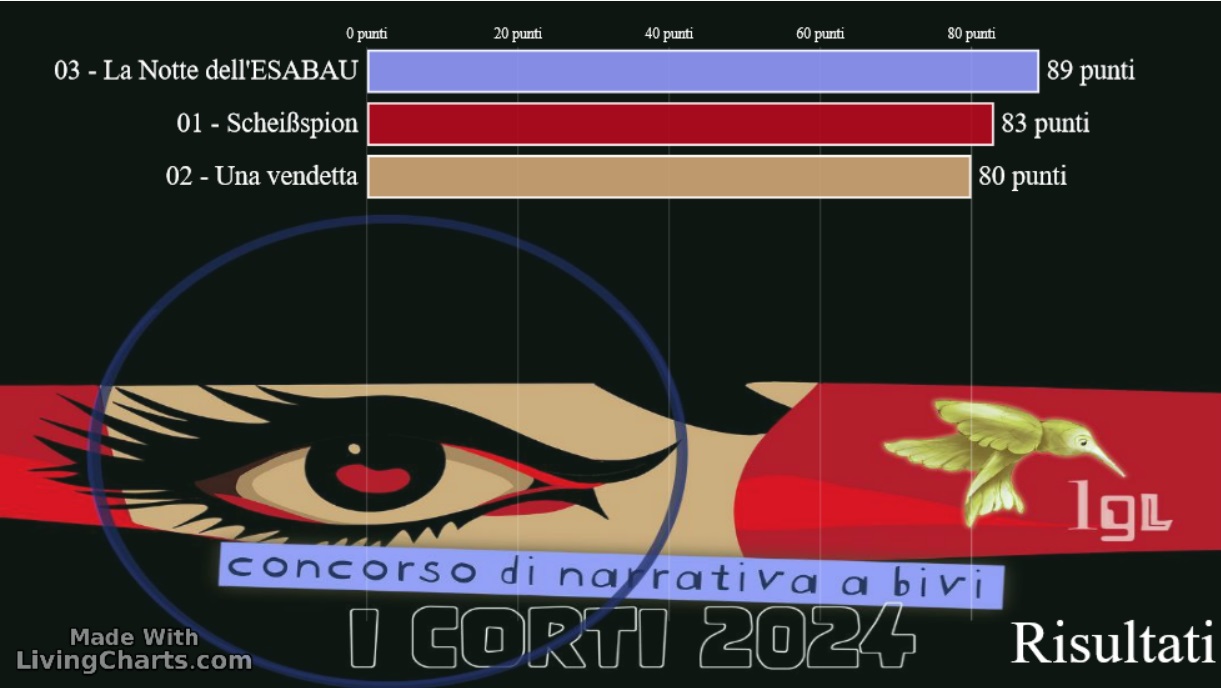 0 punti 20 punti 40 punti 60 punti 80 punti
03 - La Notte dell'ESABAU 89 punti
01 - Scheißspion 83 punti
02 - Una vendetta 80 punti
lgL
concorso di narrativa a bivi
I CORTI 2024
Risultati
Made With
LivingCharts.com